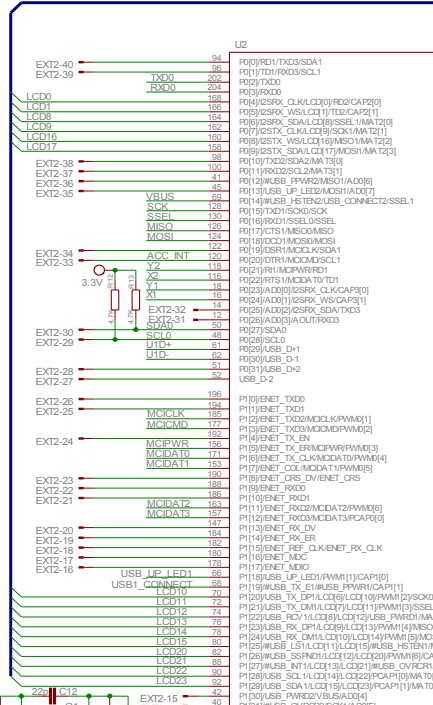 U2
EXT2-40 94 P0[0]/RD1/TXD3/SDA1
EXT2-39 96 P0[1]/TD1/RXD3/SCL1
TXD0 202 P0[2]/TXD0
RXD0 204 P0[3]/RXD0
LCD0 168 P0[4]/I2SRX_CLK/LCD[0]/RD2/CAP2[0]
LCD1 166 P0[5]/I2SRX_WS/LCD[1]/TD2/CAP2[1]
LCD8 164 P0[6]/I2SRX_SDA/LCD[8]/SSEL1/MAT2[0]
LCD9 162 P0[7]/I2STX_CLK/LCD[9]/SCK1/MAT2[1]
LCD16 160 P0[8]/I2STX_WS/LCD[16]/MISO1/MAT2[2]
LCD17 158 P0[9]/I2STX_SDA/LCD[17]/MOSI1/MAT2[3]
EXT2-38 98 P0[10]/TXD2/SDA2/MAT3[0]
EXT2-37 100 P0[11]/RXD2/SCL2/MAT3[1]
EXT2-36 41 P0[12]/#USB_PPWR2/MISO1/AD0[6]
EXT2-35 45 P0[13]/USB_UP_LED2/MOSI1/AD0[7]
VBUS 69 P0[14]/#USB_HSTEN2/USB_CONNECT2/SSEL1
SCK 128 P0[15]/TXD1/SCK0/SCK
SSEL 130 P0[16]/RXD1/SSEL0/SSEL
MISO 126 P0[17]/CTS1/MISO0/MISO
MOSI 124 P0[18]/DCD1/MOSI0/MOSI
EXT2-34 122 P0[19]/DSR1/MCICLK/SDA1
EXT2-33 ACC_INT 120 P0[20]/DTR1/MCICMD/SCL1
Y2 118 P0[21]/RI1/MCIPWR/RD1
X2 116 P0[22]/RTS1/MCIDAT0/TD1
3.3V R12 R13 Y1 18 P0[23]/AD0[0]/I2SRX_CLK/CAP3[0]
X1 16 P0[24]/AD0[1]/I2SRX_WS/CAP3[1]
4.7K 4.7K EXT2-32 14 P0[25]/AD0[2]/I2SRX_SDA/TXD3
EXT2-31 12 P0[26]/AD0[3]/AOUT/RXD3
EXT2-30 SDA0 50 P0[27]/SDA0
EXT2-29 SCL0 48 P0[28]/SCL0
U1D+ 61 P0[29]/USB_D+1
U1D- 62 P0[30]/USB_D-1
EXT2-28 51 P0[31]/USB_D+2
EXT2-27 52 USB_D-2
EXT2-26 196 P1[0]/ENET_TXD0
EXT2-25 194 P1[1]/ENET_TXD1
MCICLK 185 P1[2]/ENET_TXD2/MCICLK/PWM0[1]
MCICMD 177 P1[3]/ENET_TXD3/MCICMD/PWM0[2]
EXT2-24 192 P1[4]/ENET_TX_EN
MCIPWR 156 P1[5]/ENET_TX_ER/MCIPWR/PWM0[3]
MCIDAT0 171 P1[6]/ENET_TX_CLK/MCIDAT0/PWM0[4]
MCIDAT1 153 P1[7]/ENET_COL/MCIDAT1/PWM0[5]
EXT2-23 190 P1[8]/ENET_CRS_DV/ENET_CRS
EXT2-22 188 P1[9]/ENET_RXD0
EXT2-21 186 P1[10]/ENET_RXD1
MCIDAT2 163 P1[11]/ENET_RXD2/MCIDAT2/PWM0[6]
MCIDAT3 157 P1[12]/ENET_RXD3/MCIDAT3/PCAP0[0]
EXT2-20 147 P1[13]/ENET_RX_DV
EXT2-19 184 P1[14]/ENET_RX_ER
EXT2-18 182 P1[15]/ENET_REF_CLK/ENET_RX_CLK
EXT2-17 180 P1[16]/ENET_MDC
EXT2-16 178 P1[17]/ENET_MDIO
USB_UP_LED1 66 P1[18]/USB_UP_LED1/PWM1[1]/CAP1[0]
USB1_CONNECT 68 P1[19]/#USB_TX_E1/#USB_PPWR1/CAP1[1]
LCD10 70 P1[20]/USB_TX_DP1/LCD[6]/LCD[10]/PWM1[2]/SCK0
LCD11 72 P1[21]/USB_TX_DM1/LCD[7]/LCD[11]/PWM1[3]/SSEL
LCD12 74 P1[22]/USB_RCV1/LCD[8]/LCD[12]/USB_PWRD1/MA
LCD13 76 P1[23]/USB_RX_DP1/LCD[9]/LCD[13]/PWM1[4]/MISO
LCD14 78 P1[24]/USB_RX_DM1/LCD[10]/LCD[14]/PWM1[5]/MO
LCD15 80 P1[25]/#USB_LS1/LCD[11]/LCD[15]/#USB_HSTEN1/M
LCD20 82 P1[26]/#USB_SSPND1/LCD[12]/LCD[20]/PWM1[6]/CA
LCD21 88 P1[27]/#USB_INT1/LCD[13]/LCD[21]/#USB_OVRCR1
LCD22 90 P1[28]/USB_SCL1/LCD[14]/LCD[22]/PCAP1[0]/MAT0
LCD23 92 P1[29]/USB_SDA1/LCD[15]/LCD[23]/PCAP1[1]/MAT0
22p C12 EXT2-15 42 P1[30]/USB_PWRD2/VBUS/AD0[4]
40